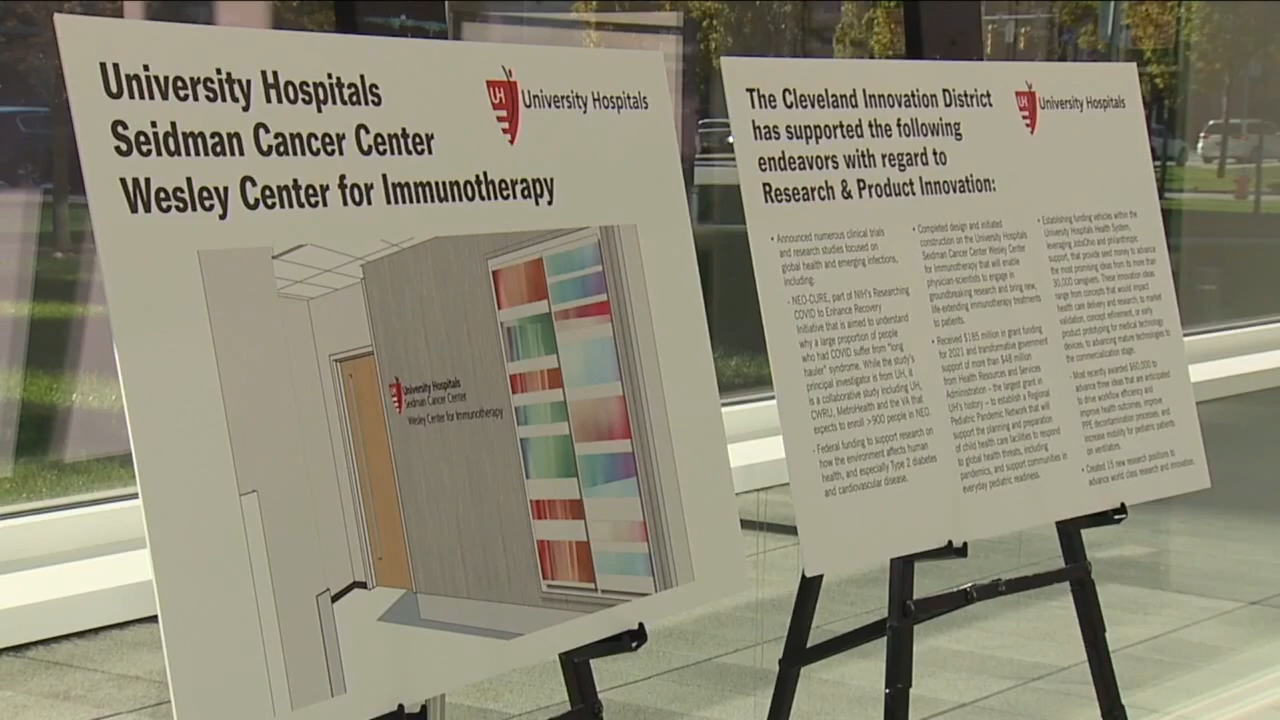 University Hospitals
Seidman Cancer Center
Wesley Center for Immunotherapy
UH
University Hospitals
UH
University Hospitals
Seidman Cancer Center
Wesley Center for Immunotherapy
The Cleveland Innovation District
has supported the following
endeavors with regard to
Research & Product Innovation:
UH
University Hospitals
• Announced numerous clinical trials
and research studies focused on
global health and emerging infections,
including:
- NEO-CURE, part of NIH's Researching
COVID to Enhance Recovery
Initiative that is aimed to understand
why a large proportion of people
who had COVID suffer from "long
hauler" syndrome. While the study's
principal investigator is from UH, it
is a collaborative study including UH,
CWRU, MetroHealth and the VA that
expects to enroll >900 people in NEO.
- Federal funding to support research on
how the environment affects human
health, and especially Type 2 diabetes
and cardiovascular disease.
• Completed design and initiated
construction on the University Hospitals
Seidman Cancer Center Wesley Center
for Immunotherapy that will enable
physician-scientists to engage in
groundbreaking research and bring new,
life-extending immunotherapy treatments
to patients.
• Received $185 million in grant funding
for 2021 and transformative government
support of more than $48 million
from Health Resources and Services
Administration – the largest grant in
UH's history – to establish a Regional
Pediatric Pandemic Network that will
support the planning and preparation
of child health care facilities to respond
to global health threats, including
pandemics, and support communities in
everyday pediatric readiness.
• Establishing funding vehicles within the
University Hospitals Health System,
leveraging JobsOhio and philanthropic
support, that provide seed money to advance
the most promising ideas from its more than
30,000 caregivers. These innovation ideas
range from concepts that would impact
health care delivery and research, to market
validation, concept refinement, or early
product prototyping for medical technology
devices, to advancing mature technologies to
the commercialization stage.
- Most recently awarded $60,000 to
advance three ideas that are anticipated
to drive workflow efficiency and
improve health outcomes, improve
PPE decontamination processes, and
increase mobility for pediatric patients
on ventilators.
• Created 15 new research positions to
advance world class research and innovation.